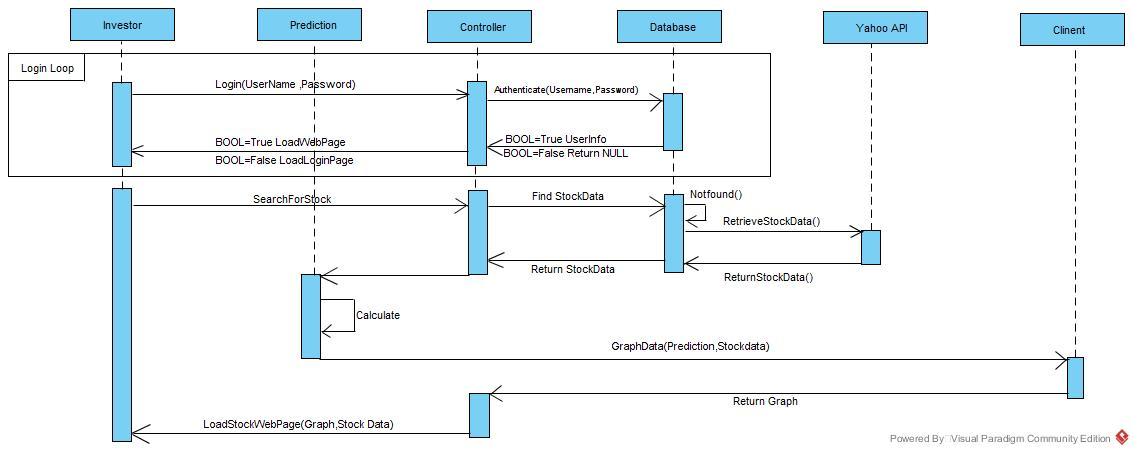 Investor
Prediction
Controller
Database
Yahoo API
Clinent
Login Loop
Login(UserName ,Password)
Authenticate(Username,Password)
BOOL=True UserInfo
BOOL=True LoadWebPage
BOOL=False Return NULL
BOOL=False LoadLoginPage
Notfound()
SearchForStock
Find StockData
RetrieveStockData()
Return StockData
ReturnStockData()
Calculate
GraphData(Prediction,Stockdata)
Return Graph
LoadStockWebPage(Graph,Stock Data)
Powered By Visual Paradigm Community Edition